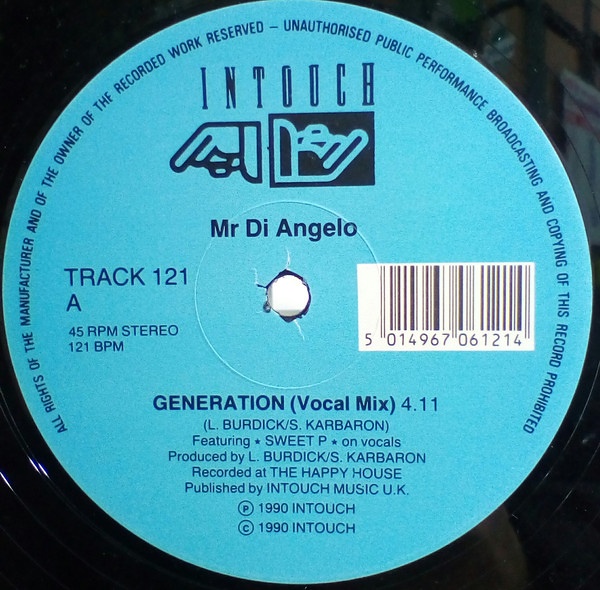 ALL RIGHTS OF THE MANUFACTURER AND OF THE OWNER OF THE RECORDED WORK RESERVED – UNAUTHORISED PUBLIC PERFORMANCE BROADCASTING AND COPYING OF THIS RECORD PROHIBITED
INTOUCH
Mr Di Angelo
TRACK 121
A
45 RPM STEREO
121 BPM
5 014967 061214
GENERATION (Vocal Mix) 4.11
(L. BURDICK/S. KARBARON)
Featuring ★ SWEET P ★ on vocals
Produced by L. BURDICK/S. KARBARON
Recorded at THE HAPPY HOUSE
Published by INTOUCH MUSIC U.K.
Ⓟ 1990 INTOUCH
© 1990 INTOUCH